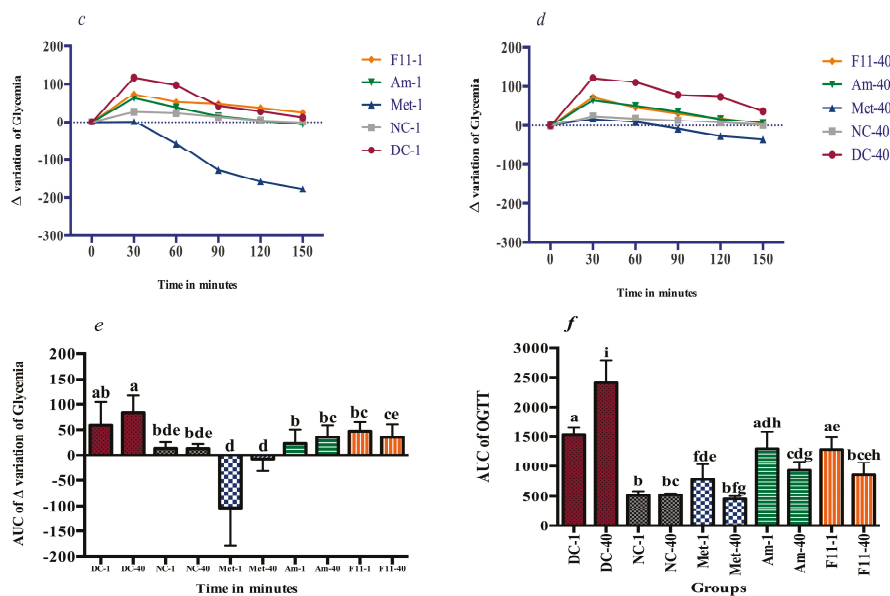 c
Δ variation of Glycemia
200
100
0
-100
-200
-300
0 30 60 90 120 150
Time in minutes
F11-1
Am-1
Met-1
NC-1
DC-1
d
Δ variation of Glycemia
200
100
0
-100
-200
-300
0 30 60 90 120 150
Time in minutes
F11-40
Am-40
Met-40
NC-40
DC-40
e
AUC of Δ variation of Glycemia
200
150
100
50
0
-50
-100
-150
-200
ab a bde bde d d b bc bc ce
DC-1 DC-40 NC-1 NC-40 Met-1 Met-40 Am-1 Am-40 F11-1 F11-40
Time in minutes
f
AUC of OGTT
3000
2500
2000
1500
1000
500
0
a i b bc fde bfg adh cdg ae bceh
DC-1 DC-40 NC-1 NC-40 Met-1 Met-40 Am-1 Am-40 F11-1 F11-40
Groups